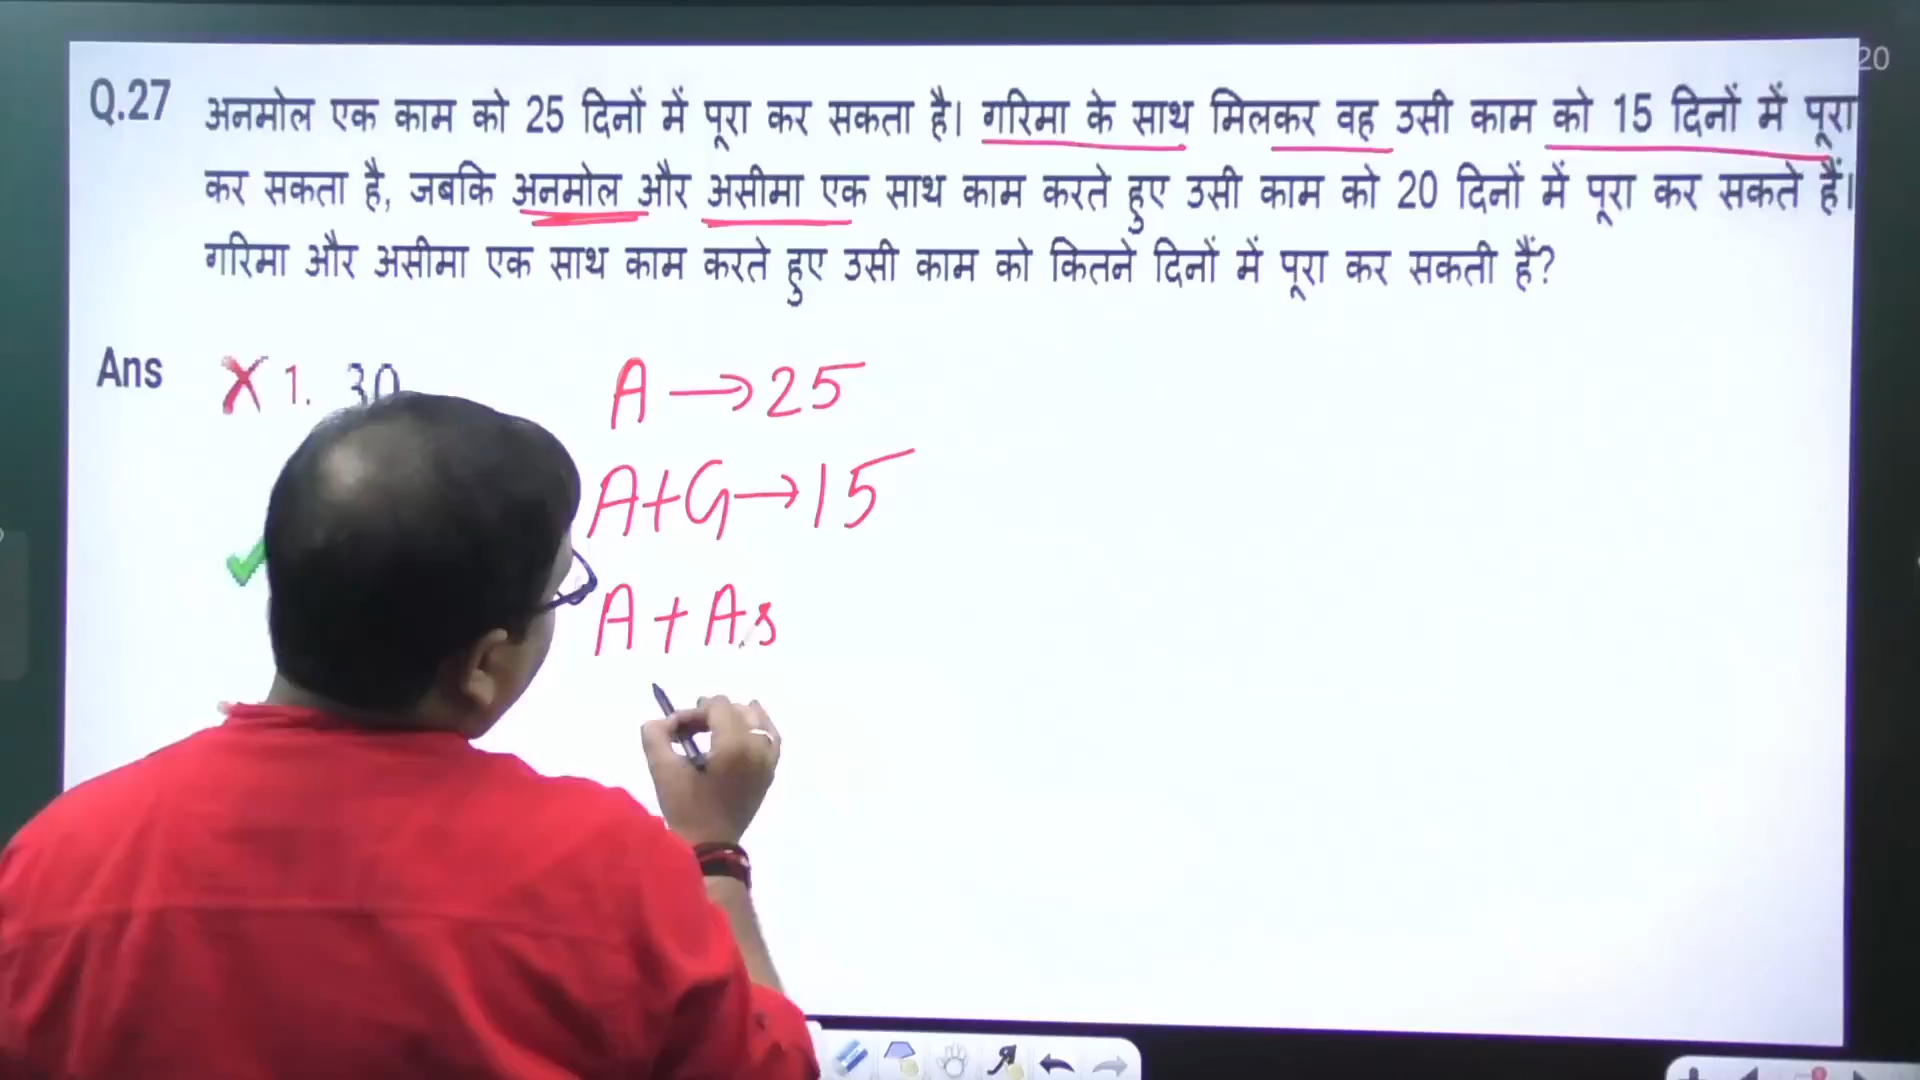 20
Q.27 अनमोल एक काम को 25 दिनों में पूरा कर सकता है। गरिमा के साथ मिलकर वह उसी काम को 15 दिनों में पूरा
कर सकता है, जबकि अनमोल और असीमा एक साथ काम करते हुए उसी काम को 20 दिनों में पूरा कर सकते हैं।
गरिमा और असीमा एक साथ काम करते हुए उसी काम को कितने दिनों में पूरा कर सकती हैं?
Ans 1. 30
A → 25
A+G → 15
A + As